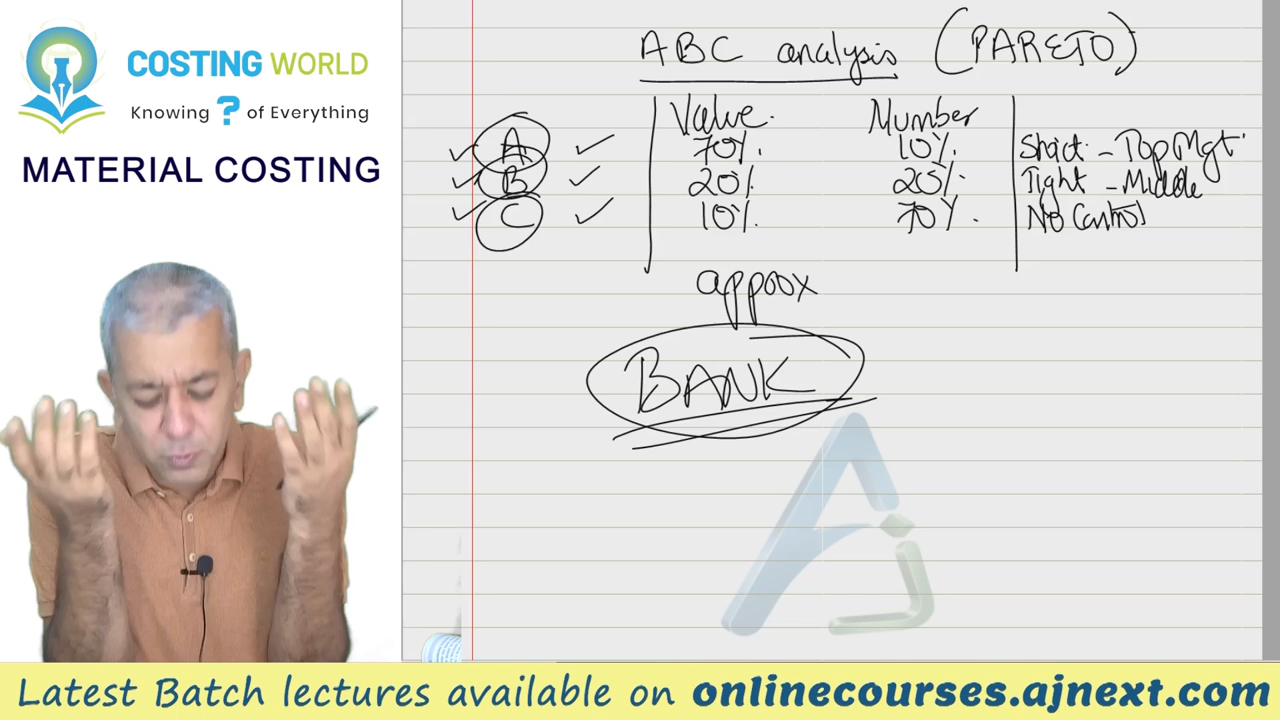 COSTING WORLD
Knowing ? of Everything
MATERIAL COSTING
ABC analysis (PARETO)
Value. Number
A 70%. 10%. Strict - Top Mgt
B 20%. 20%. Tight - Middle
C 10%. 70%. No Control
approx
BANK
Latest Batch lectures available on onlinecourses.ajnext.com